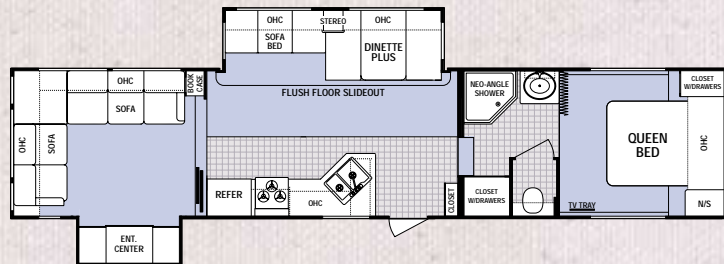 OHC
STEREO
OHC
SOFA
BED
DINETTE
PLUS
FLUSH FLOOR SLIDEOUT
OHC
BOOK
CASE
SOFA
OHC
SOFA
ENT.
CENTER
REFER
OHC
CLOSET
NEO-ANGLE
SHOWER
CLOSET
W/DRAWERS
CLOSET
W/DRAWERS
QUEEN
BED
OHC
TV TRAY
N/S